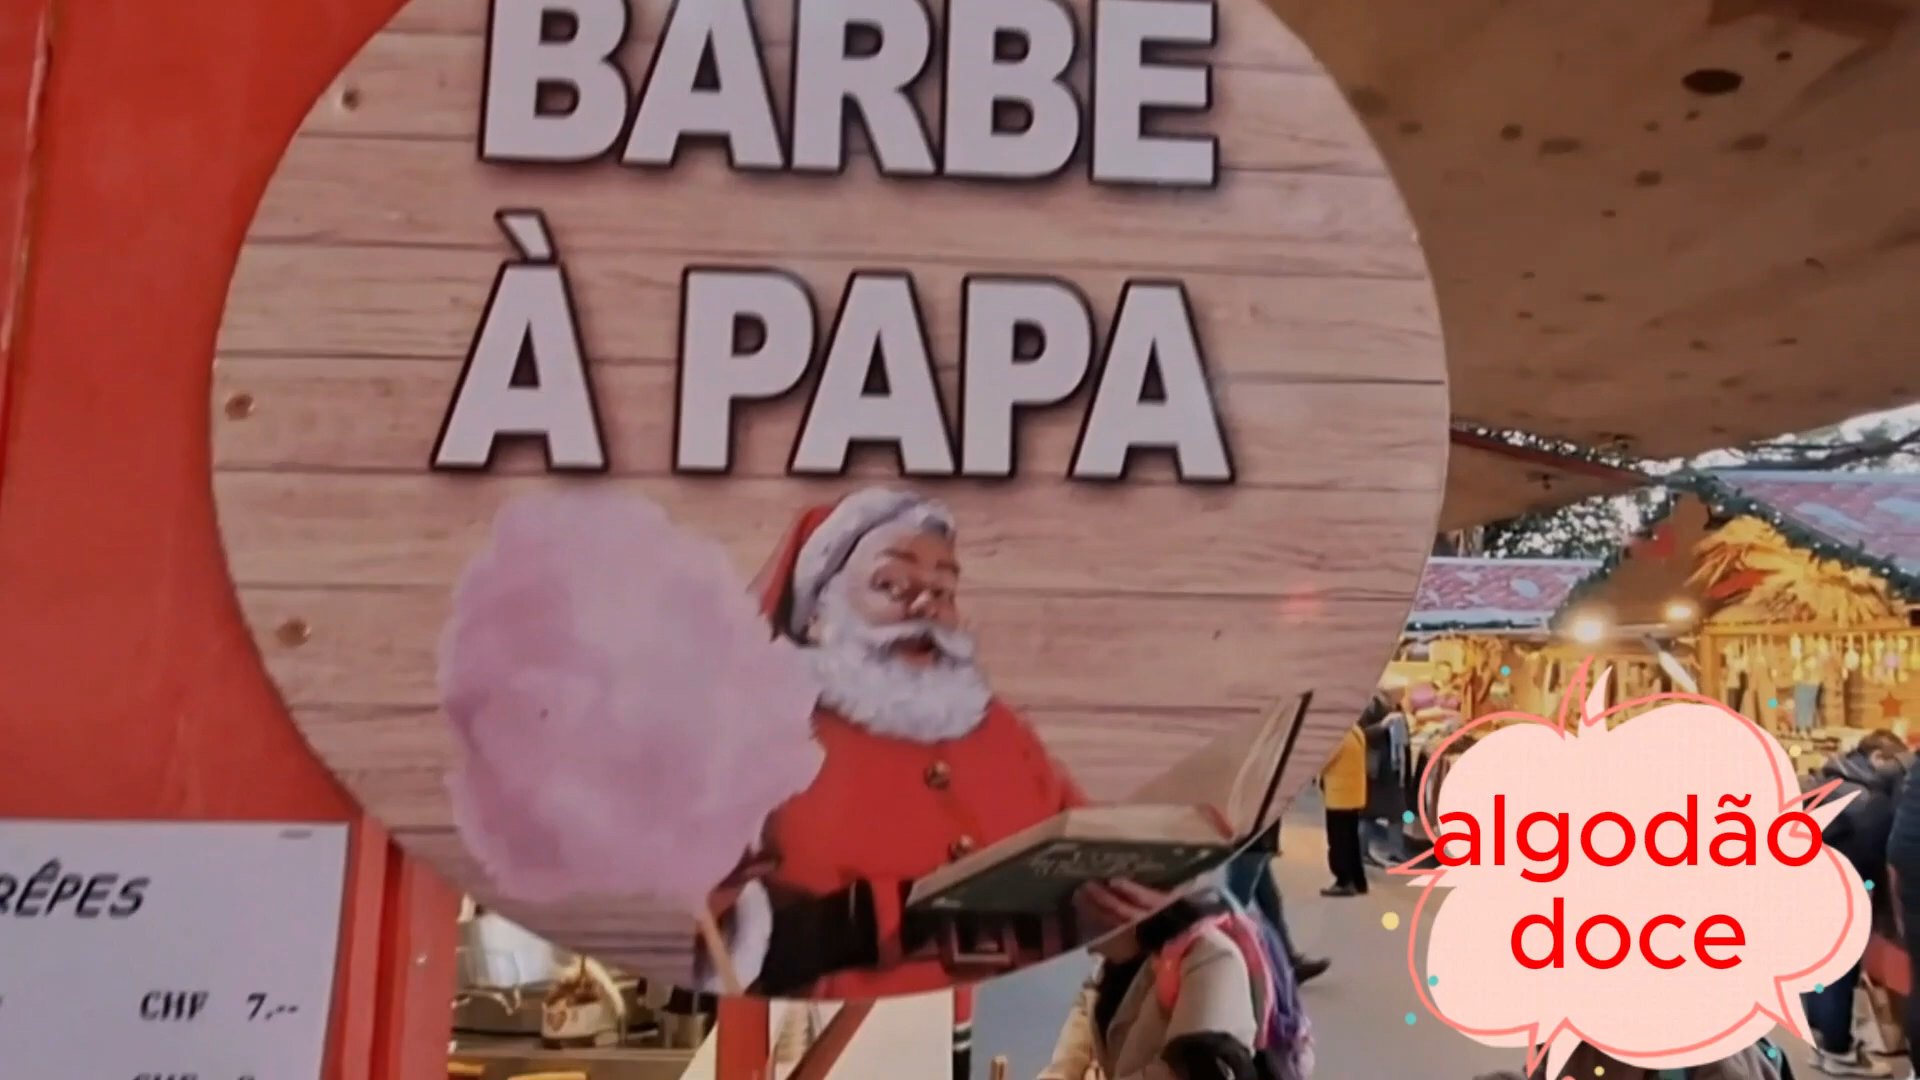 BARBE
À PAPA
RÊPES
CHF 7,--
algodão
doce